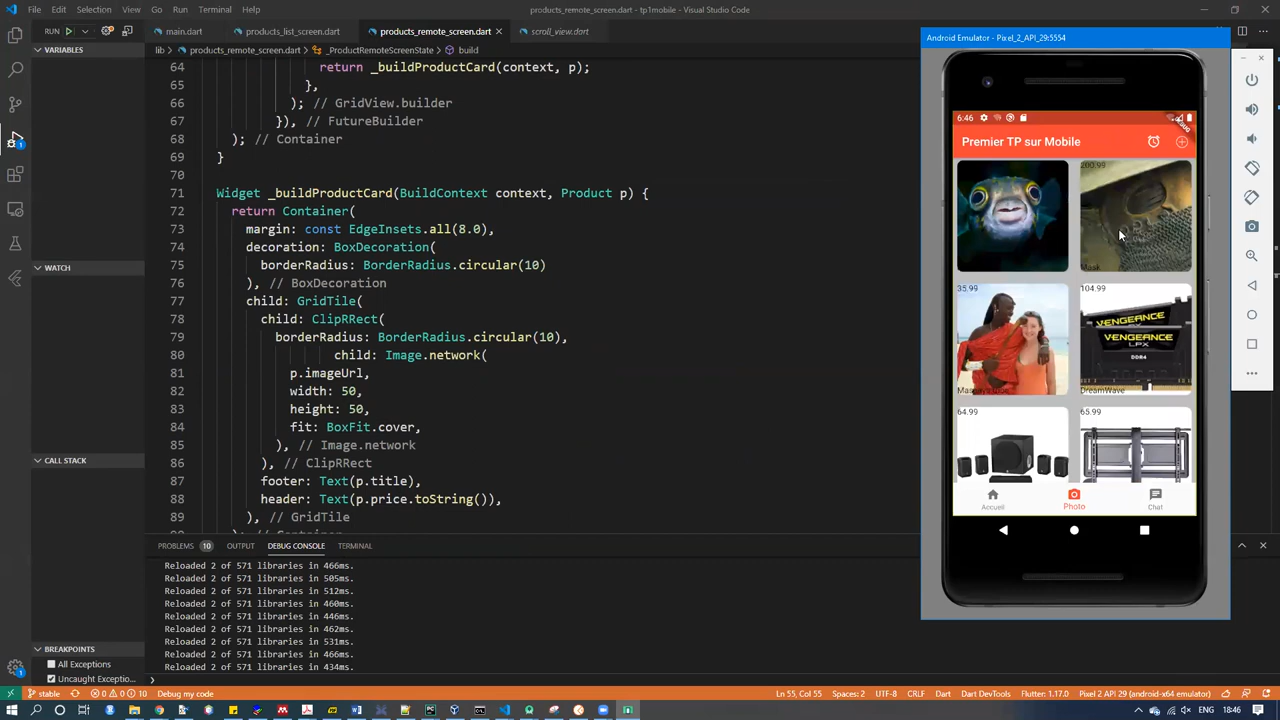 File Edit Selection View Go Run Terminal Help
products_remote_screen.dart - tp1mobile - Visual Studio Code
RUN
main.dart
products_list_screen.dart
products_remote_screen.dart
scroll_view.dart
lib > products_remote_screen.dart > _ProductRemoteScreenState > build
VARIABLES
WATCH
CALL STACK
BREAKPOINTS
All Exceptions
Uncaught Exceptio...
64 return _buildProductCard(context, p);
65 },
66 ); // GridView.builder
67 }), // FutureBuilder
68 ); // Container
69 }
70
71 Widget _buildProductCard(BuildContext context, Product p) {
72 return Container(
73 margin: const EdgeInsets.all(8.0),
74 decoration: BoxDecoration(
75 borderRadius: BorderRadius.circular(10)
76 ), // BoxDecoration
77 child: GridTile(
78 child: ClipRRect(
79 borderRadius: BorderRadius.circular(10),
80 child: Image.network(
81 p.imageUrl,
82 width: 50,
83 height: 50,
84 fit: BoxFit.cover,
85 ), // Image.network
86 ), // ClipRRect
87 footer: Text(p.title),
88 header: Text(p.price.toString()),
89 ), // GridTile
PROBLEMS 10 OUTPUT DEBUG CONSOLE TERMINAL
Reloaded 2 of 571 libraries in 466ms.
Reloaded 2 of 571 libraries in 505ms.
Reloaded 2 of 571 libraries in 512ms.
Reloaded 2 of 571 libraries in 460ms.
Reloaded 2 of 571 libraries in 446ms.
Reloaded 2 of 571 libraries in 462ms.
Reloaded 2 of 571 libraries in 531ms.
Reloaded 2 of 571 libraries in 466ms.
Reloaded 2 of 571 libraries in 434ms.
Android Emulator - Pixel_2_API_29:5554
6:46
DEBUG
Premier TP sur Mobile
200.99
Mask
35.99 104.99
VENGEANCE
LPX
VENGEANCE
LPX
DDR4
DreamWave
64.99 65.99
Accueil Photo Chat
stable 0 0 10 Debug my code
Ln 55, Col 55 Spaces: 2 UTF-8 CRLF Dart Dart DevTools Flutter: 1.17.0 Pixel 2 API 29 (android-x64 emulator)
18:46